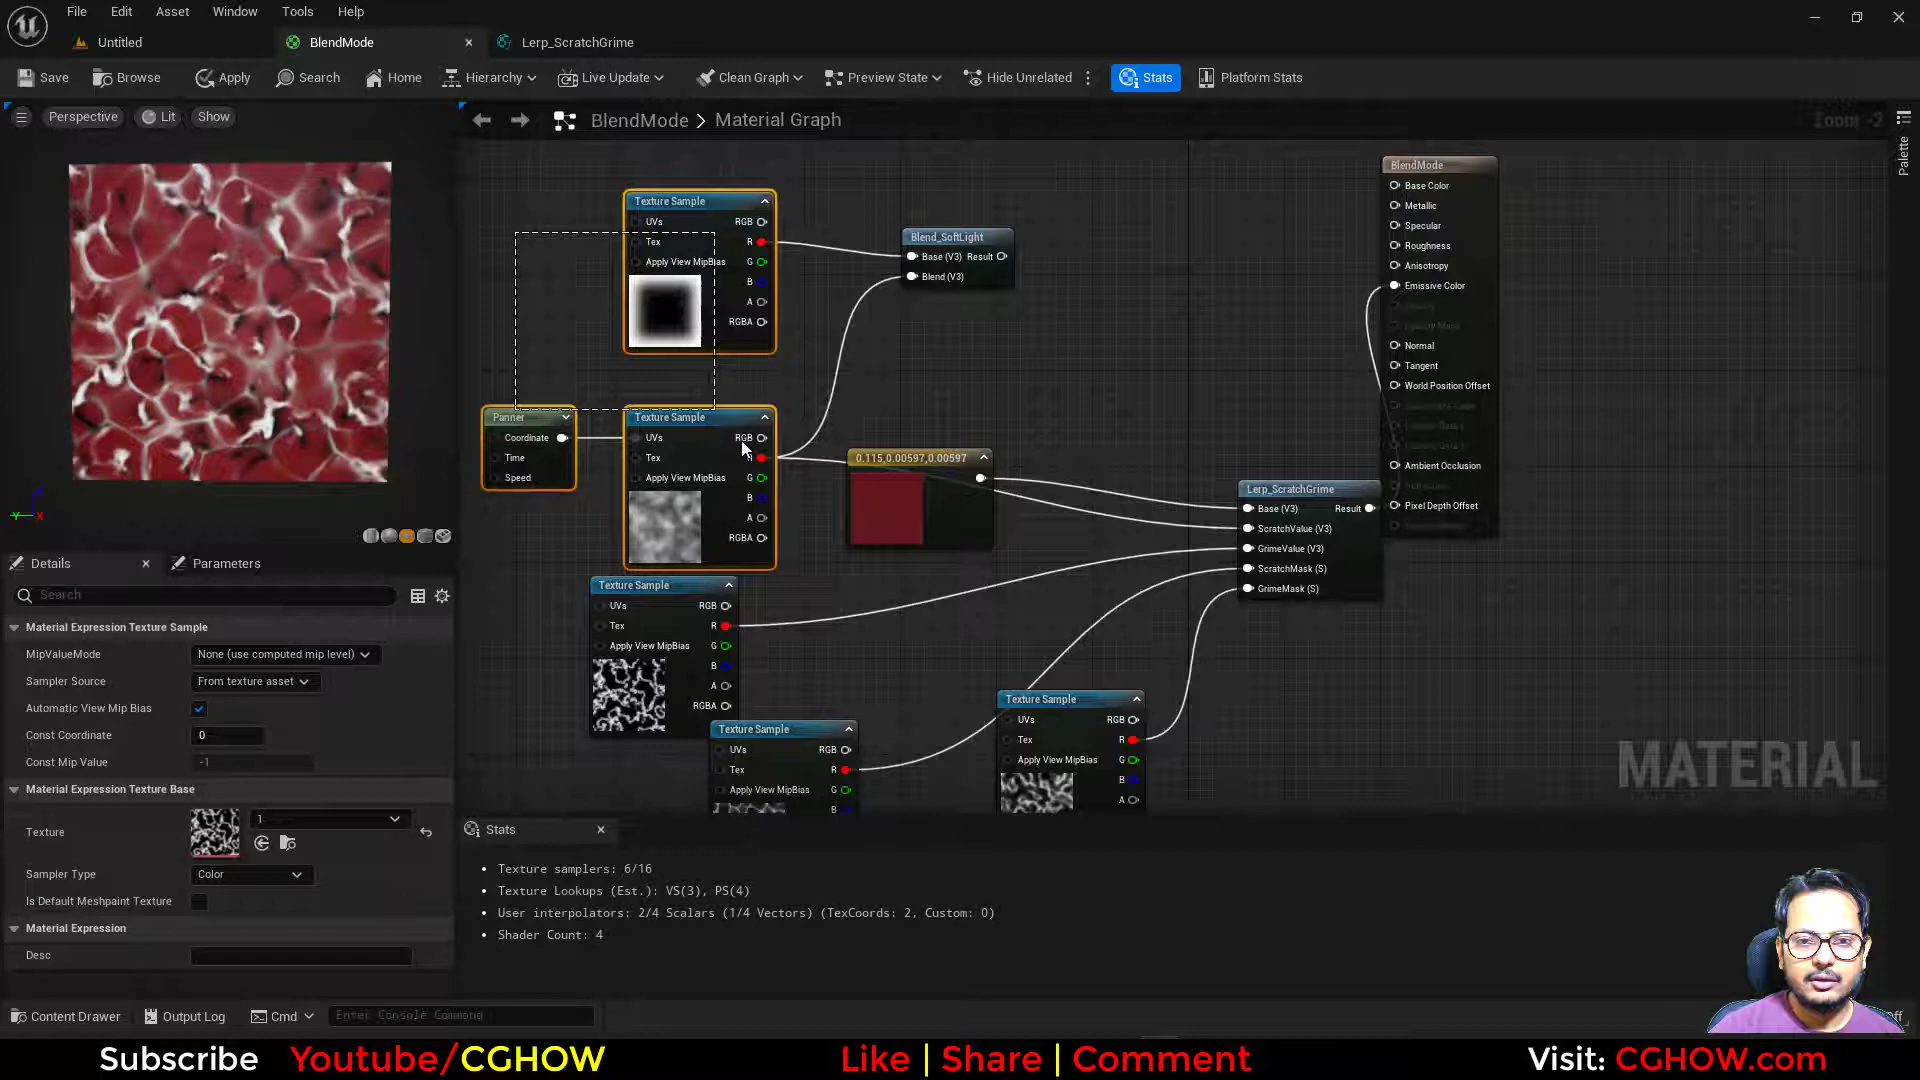 File Edit Asset Window Tools Help
Untitled BlendMode Lerp_ScratchGrime
Save Browse Apply Search Home Hierarchy Live Update Clean Graph Preview State Hide Unrelated Stats Platform Stats
Perspective Lit Show
BlendMode > Material Graph
Zoom -2
Palette
Texture Sample
UVs RGB
Tex R
Apply View MipBias G
B
A
RGBA
Blend_SoftLight
Base (V3) Result
Blend (V3)
BlendMode
Base Color
Metallic
Specular
Roughness
Anisotropy
Emissive Color
Normal
Tangent
World Position Offset
Ambient Occlusion
Pixel Depth Offset
Panner
Coordinate
Time
Speed
Texture Sample
UVs RGB
Tex
Apply View MipBias G
B
A
RGBA
0.115,0.00597,0.00597
Lerp_ScratchGrime
Base (V3) Result
ScratchValue (V3)
GrimeValue (V3)
ScratchMask (S)
GrimeMask (S)
Texture Sample
UVs RGB
Tex R
Apply View MipBias G
B
A
RGBA
Texture Sample
UVs RGB
Tex R
Apply View MipBias G
B
Texture Sample
UVs RGB
Tex R
Apply View MipBias G
B
A
MATERIAL
Details Parameters
Search
Material Expression Texture Sample
MipValueMode None (use computed mip level)
Sampler Source From texture asset
Automatic View Mip Bias
Const Coordinate 0
Const Mip Value -1
Material Expression Texture Base
Texture 1
Sampler Type Color
Is Default Meshpaint Texture
Material Expression
Desc
Stats
Texture samplers: 6/16
Texture Lookups (Est.): VS(3), PS(4)
User interpolators: 2/4 Scalars (1/4 Vectors) (TexCoords: 2, Custom: 0)
Shader Count: 4
Content Drawer Output Log Cmd Enter Console Command
Subscribe Youtube/CGHOW Like | Share | Comment Visit: CGHOW.com